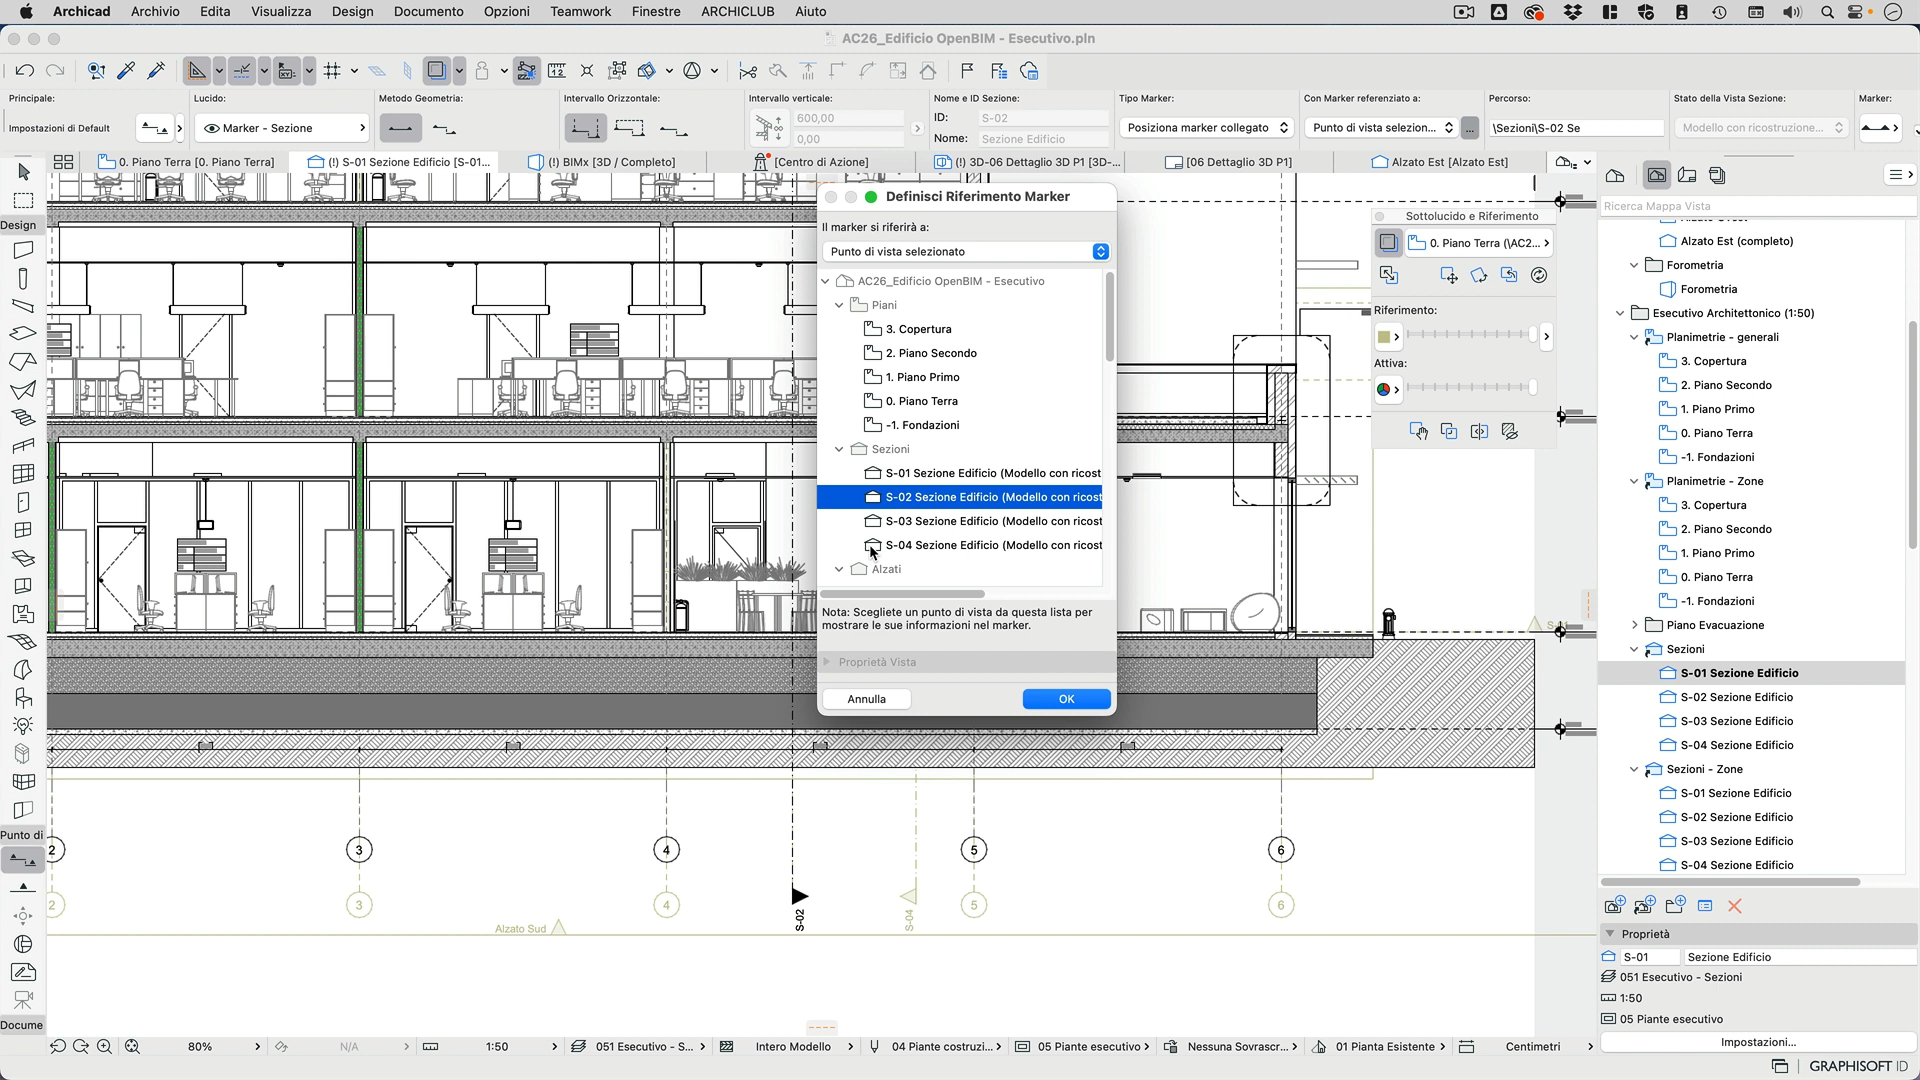 Archicad Archivio Edita Visualizza Design Documento Opzioni Teamwork Finestre ARCHICLUB Aiuto
AC26_Edificio OpenBIM - Esecutivo.pln
Principale:
Impostazioni di Default
Lucido:
Marker - Sezione
Metodo Geometria:
Intervallo Orizzontale:
Intervallo verticale:
600,00
0,00
Nome e ID Sezione:
ID: S-02
Nome: Sezione Edificio
Tipo Marker:
Posiziona marker collegato
Con Marker referenziato a:
Punto di vista selezion...
...
Percorso:
\Sezioni\S-02 Se
Stato della Vista Sezione:
Modello con ricostruzione...
Marker:
0. Piano Terra [0. Piano Terra]
(!) S-01 Sezione Edificio [S-01...
(!) BIMx [3D / Completo]
[Centro di Azione]
(!) 3D-06 Dettaglio 3D P1 [3D-...
[06 Dettaglio 3D P1]
Alzato Est [Alzato Est]
Design
Punto di
Docume
Definisci Riferimento Marker
Il marker si riferirà a:
Punto di vista selezionato
AC26_Edificio OpenBIM - Esecutivo
Piani
3. Copertura
2. Piano Secondo
1. Piano Primo
0. Piano Terra
-1. Fondazioni
Sezioni
S-01 Sezione Edificio (Modello con ricost
S-02 Sezione Edificio (Modello con ricost
S-03 Sezione Edificio (Modello con ricost
S-04 Sezione Edificio (Modello con ricost
Alzati
Nota: Scegliete un punto di vista da questa lista per
mostrare le sue informazioni nel marker.
Proprietà Vista
Annulla
OK
Sottolucido e Riferimento
0. Piano Terra (\AC2...
Riferimento:
Attiva:
2 3 4 5 6
2 3 4 5 6
S-02
S-04
Alzato Sud
Ricerca Mappa Vista
Alzato Est (completo)
Forometria
Forometria
Esecutivo Architettonico (1:50)
Planimetrie - generali
3. Copertura
2. Piano Secondo
1. Piano Primo
0. Piano Terra
-1. Fondazioni
Planimetrie - Zone
3. Copertura
2. Piano Secondo
1. Piano Primo
0. Piano Terra
-1. Fondazioni
Piano Evacuazione
Sezioni
S-01 Sezione Edificio
S-02 Sezione Edificio
S-03 Sezione Edificio
S-04 Sezione Edificio
Sezioni - Zone
S-01 Sezione Edificio
S-02 Sezione Edificio
S-03 Sezione Edificio
S-04 Sezione Edificio
Proprietà
S-01 Sezione Edificio
051 Esecutivo - Sezioni
1:50
05 Piante esecutivo
Impostazioni...
80% N/A 1:50 051 Esecutivo - S... Intero Modello 04 Piante costruzi... 05 Piante esecutivo Nessuna Sovrascr... 01 Pianta Esistente Centimetri
GRAPHISOFT ID